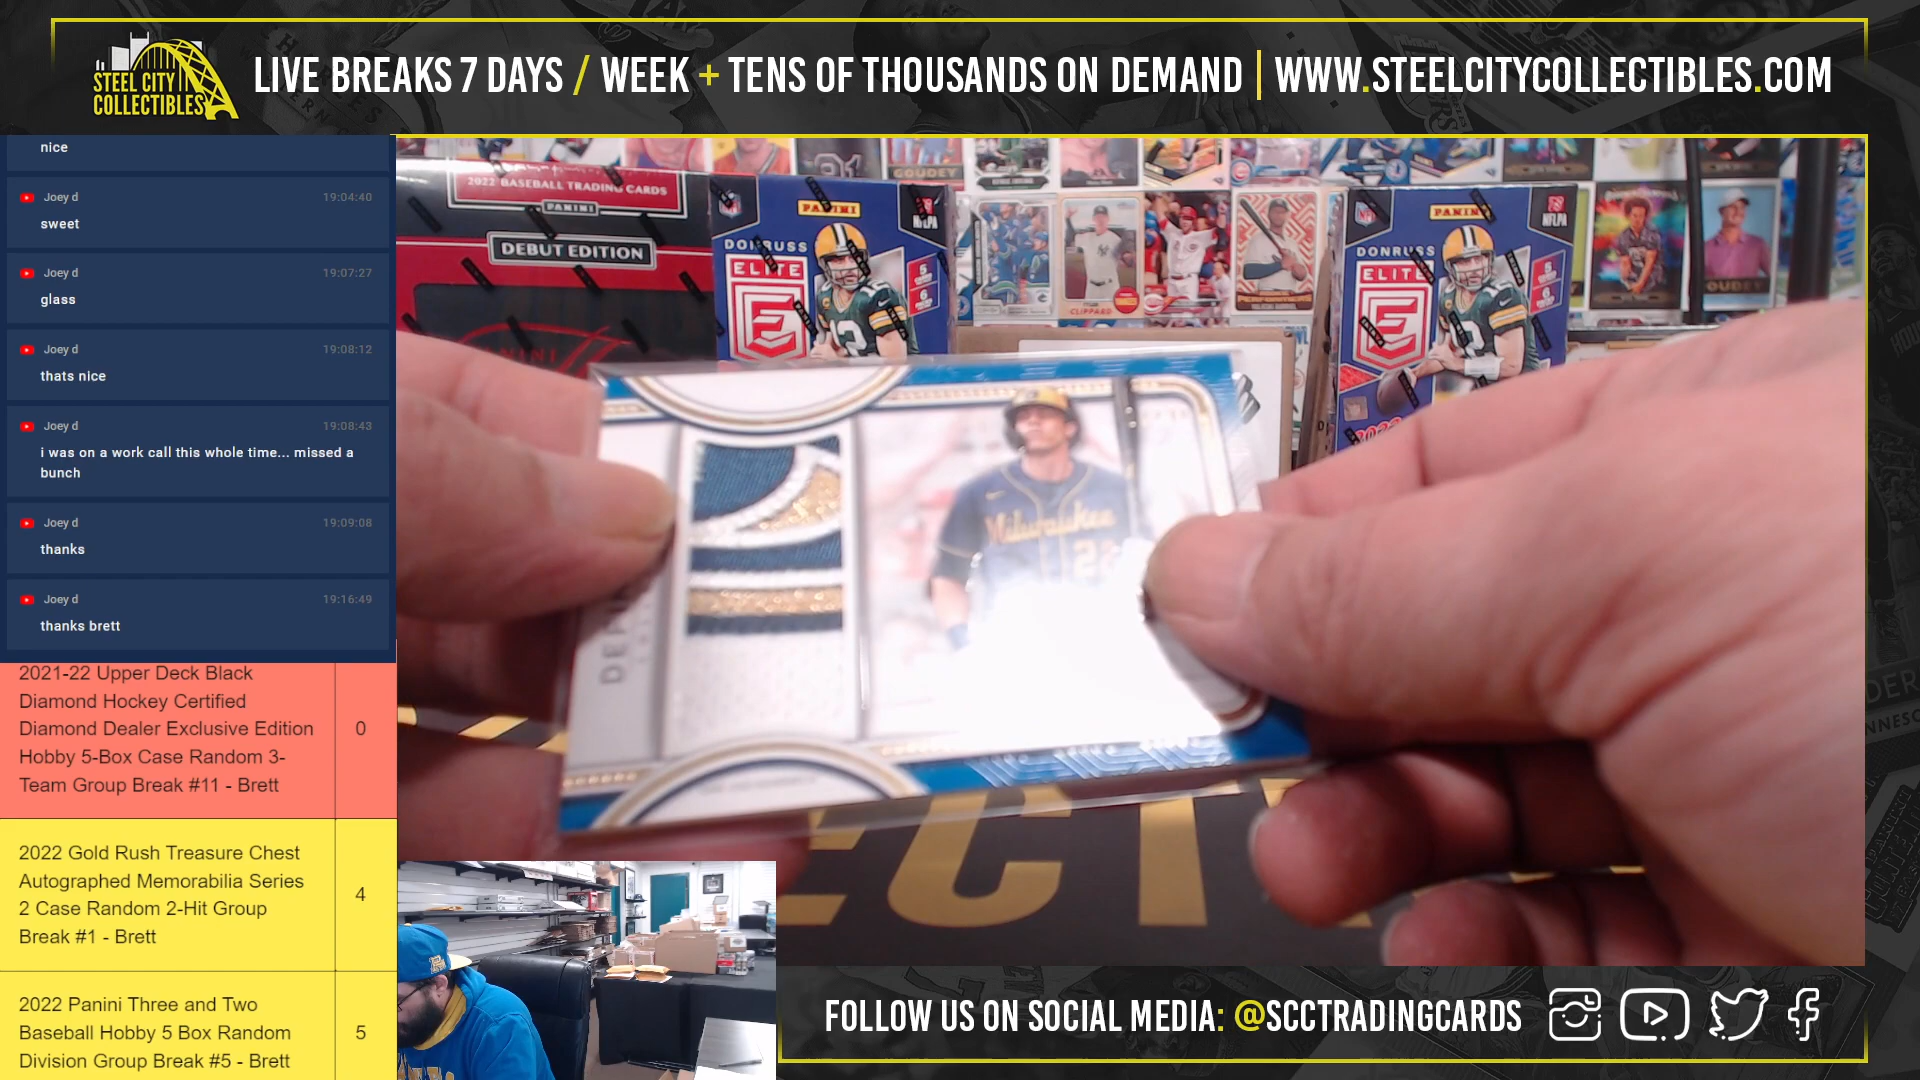 STEEL CITY
COLLECTIBLES
LIVE BREAKS 7 DAYS / WEEK + TENS OF THOUSANDS ON DEMAND | WWW.STEELCITYCOLLECTIBLES.COM
nice
Joey d 19:04:40
sweet
Joey d 19:07:27
glass
Joey d 19:08:12
thats nice
Joey d 19:08:43
i was on a work call this whole time... missed a
bunch
Joey d 19:09:08
thanks
Joey d 19:16:49
thanks brett
2021-22 Upper Deck Black
Diamond Hockey Certified
Diamond Dealer Exclusive Edition
Hobby 5-Box Case Random 3-
Team Group Break #11 - Brett
0
2022 Gold Rush Treasure Chest
Autographed Memorabilia Series
2 Case Random 2-Hit Group
Break #1 - Brett
4
2022 Panini Three and Two
Baseball Hobby 5 Box Random
Division Group Break #5 - Brett
5
2022 BASEBALL TRADING CARDS
PANINI
DEBUT EDITION
PANINI
DONRUSS
ELITE
E
12
GOUDEY
CLIPPARD
PERFORMERS
PANINI
NFLPA
DONRUSS
ELITE
E
Milwaukee
22
FOLLOW US ON SOCIAL MEDIA: @SCCTRADINGCARDS